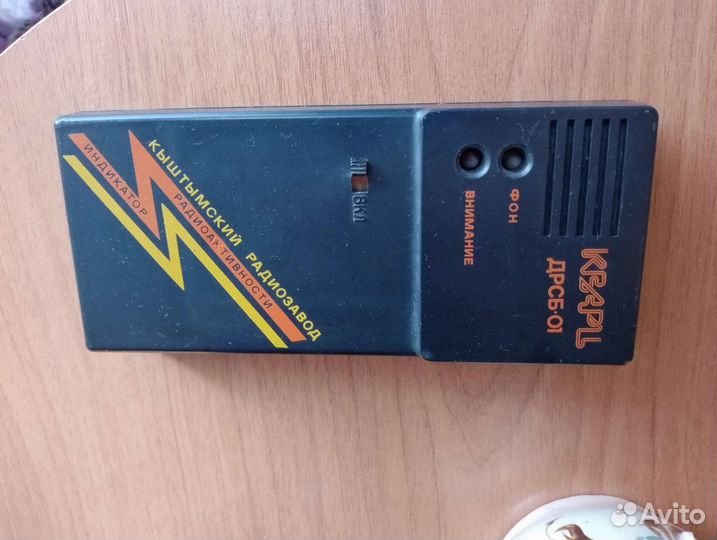 КВАРЦ
ДРСБ-01
ФОН
ВНИМАНИЕ
ВКЛ
КЫШТЫМСКИЙ РАДИОЗАВОД
ИНДИКАТОР
РАДИОАКТИВНОСТИ
Avito